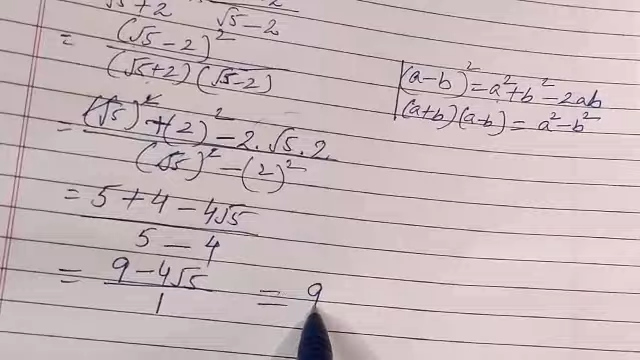 √5+2 √5-2
= (√5-2)² / (√5+2)(√5-2)
(a-b)² = a²+b²-2ab
(a+b)(a-b) = a²-b²
= (√5)²+(2)²-2.√5.2 / (√5)²-(2)²
= 5+4-4√5 / 5-4
= 9-4√5 / 1 = 9